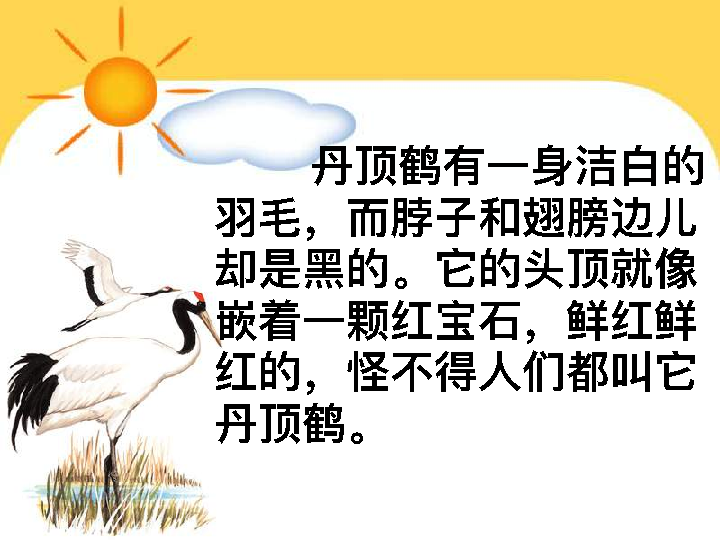 丹顶鹤有一身洁白的
羽毛，而脖子和翅膀边儿
却是黑的。它的头顶就像
嵌着一颗红宝石，鲜红鲜
红的，怪不得人们都叫它
丹顶鹤。